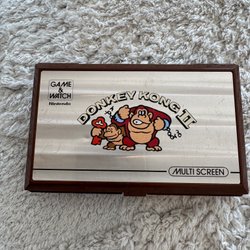 GAME &
WATCH
Nintendo
DONKEY KONG II
MULTI SCREEN